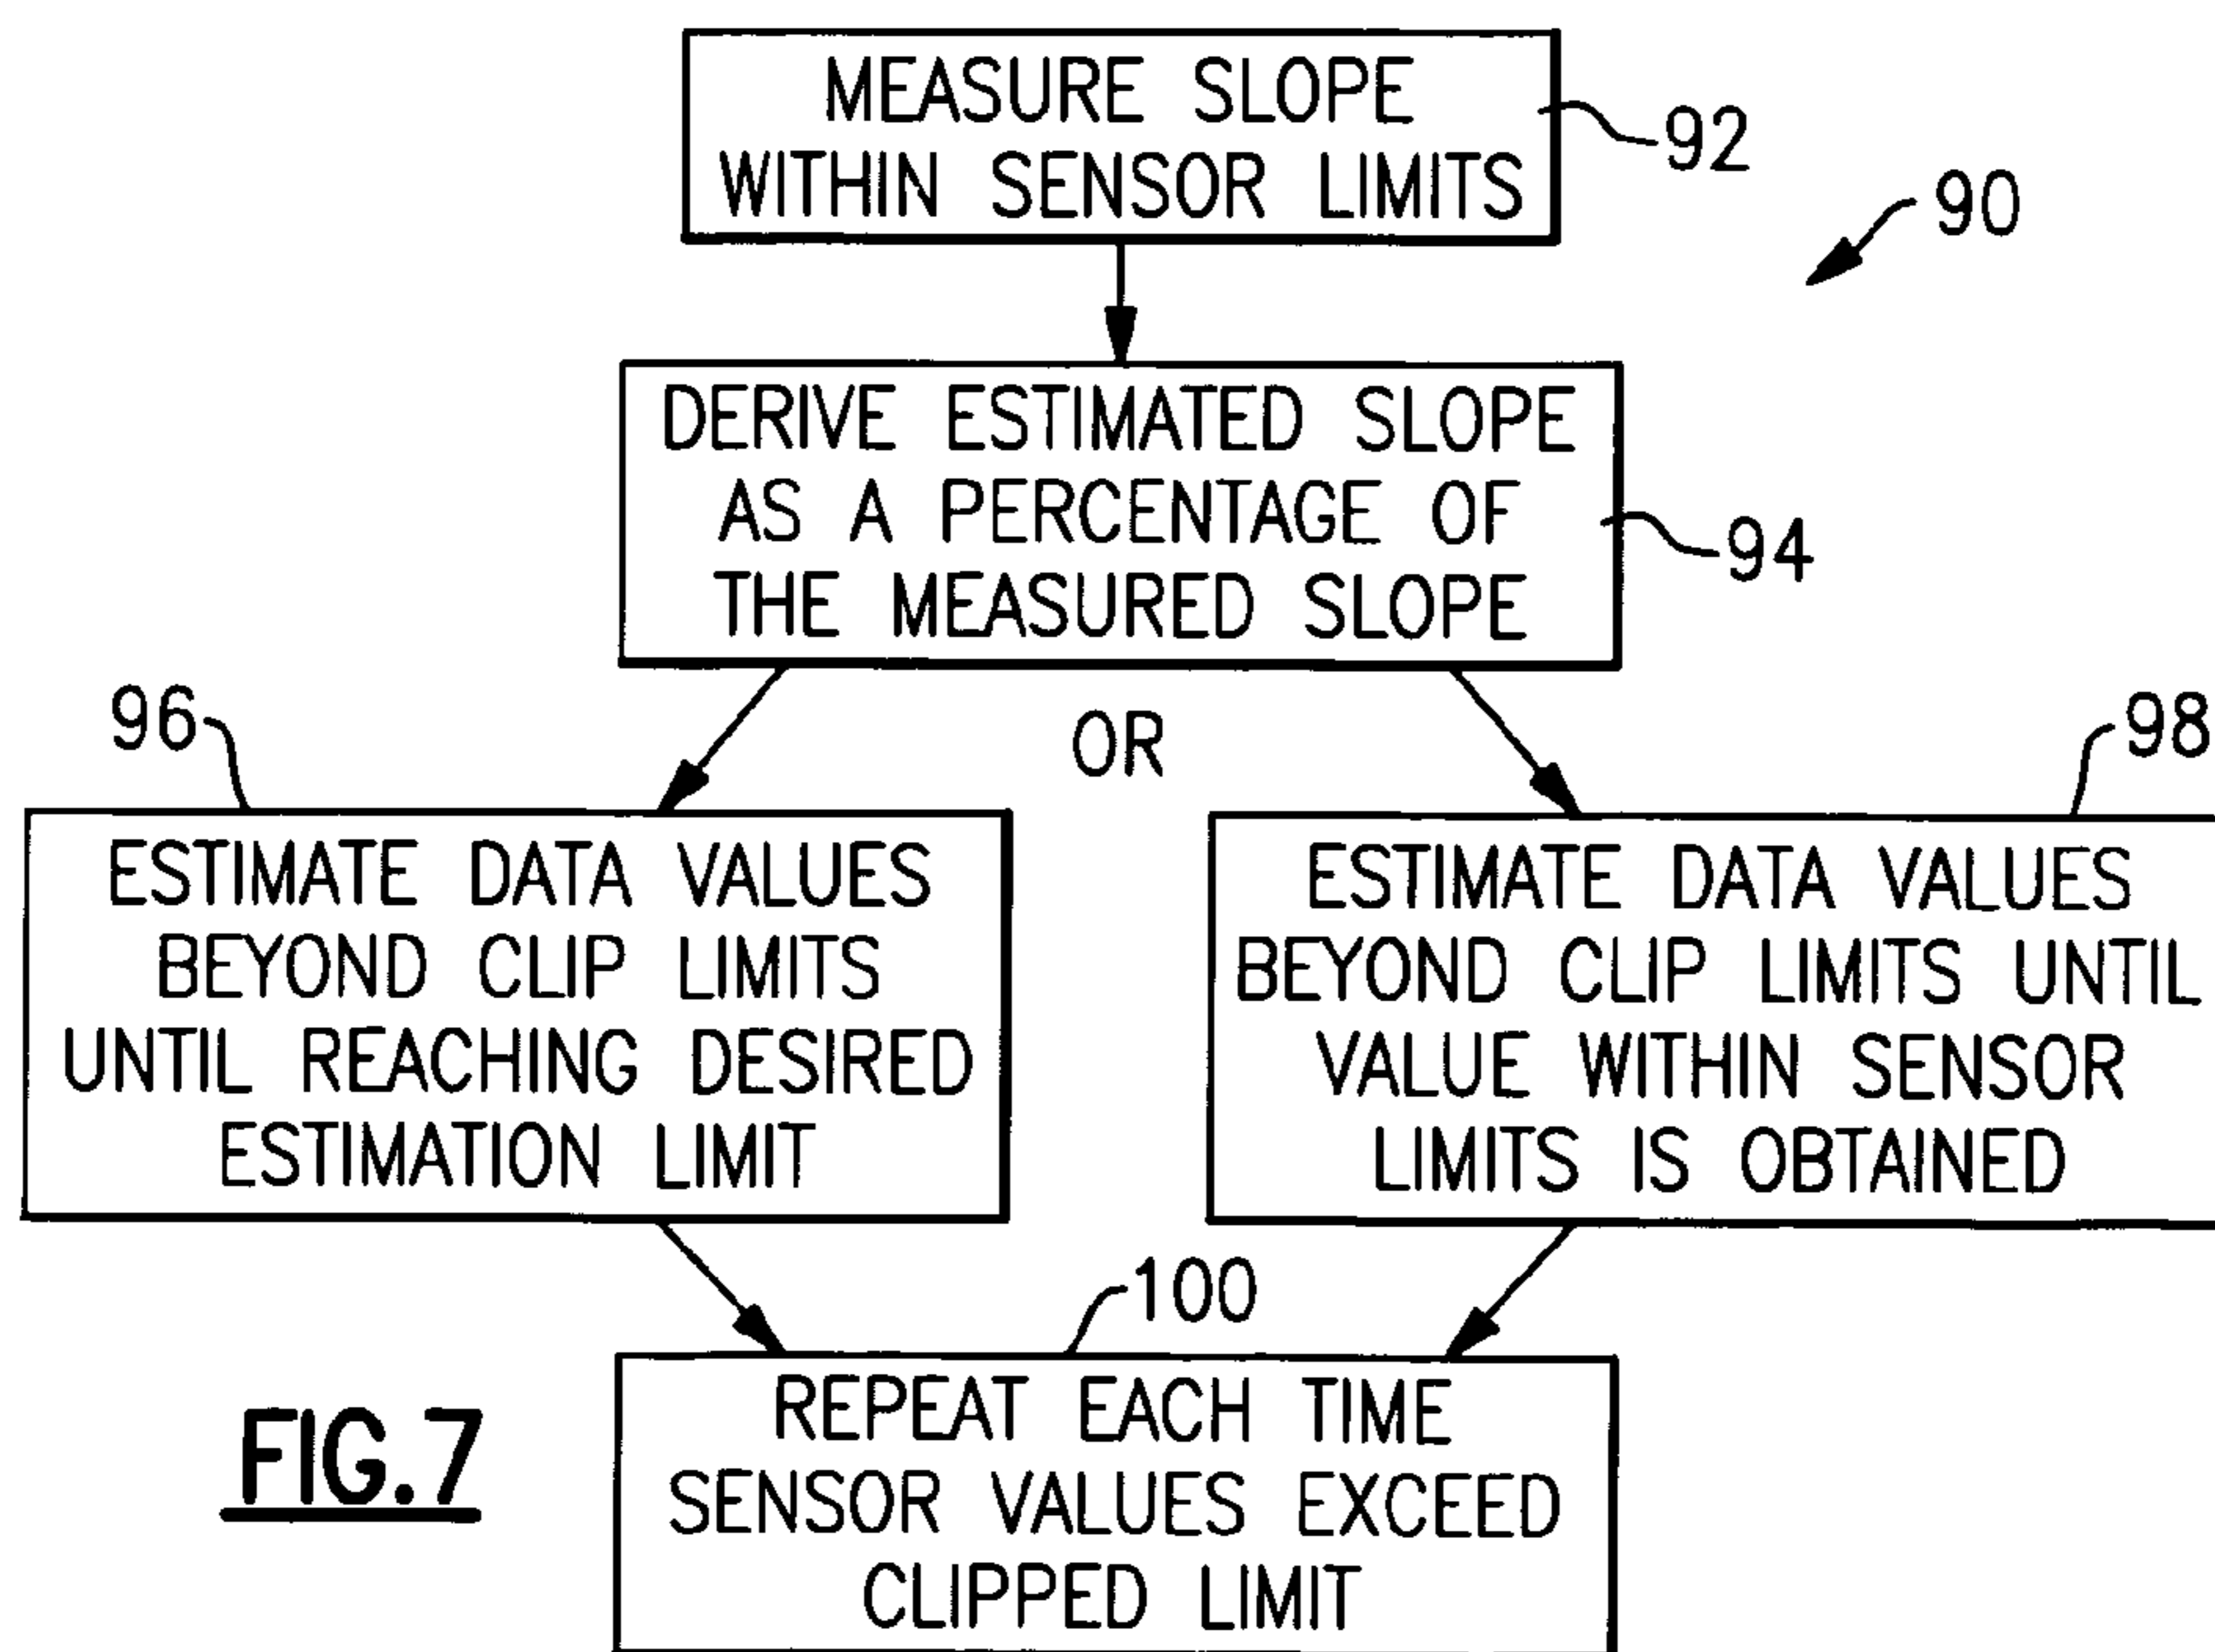 MEASURE SLOPE
WITHIN SENSOR LIMITS
92
90
DERIVE ESTIMATED SLOPE
AS A PERCENTAGE OF
THE MEASURED SLOPE
94
96
OR
98
ESTIMATE DATA VALUES
BEYOND CLIP LIMITS
UNTIL REACHING DESIRED
ESTIMATION LIMIT
ESTIMATE DATA VALUES
BEYOND CLIP LIMITS UNTIL
VALUE WITHIN SENSOR
LIMITS IS OBTAINED
100
REPEAT EACH TIME
SENSOR VALUES EXCEED
CLIPPED LIMIT
FIG.7